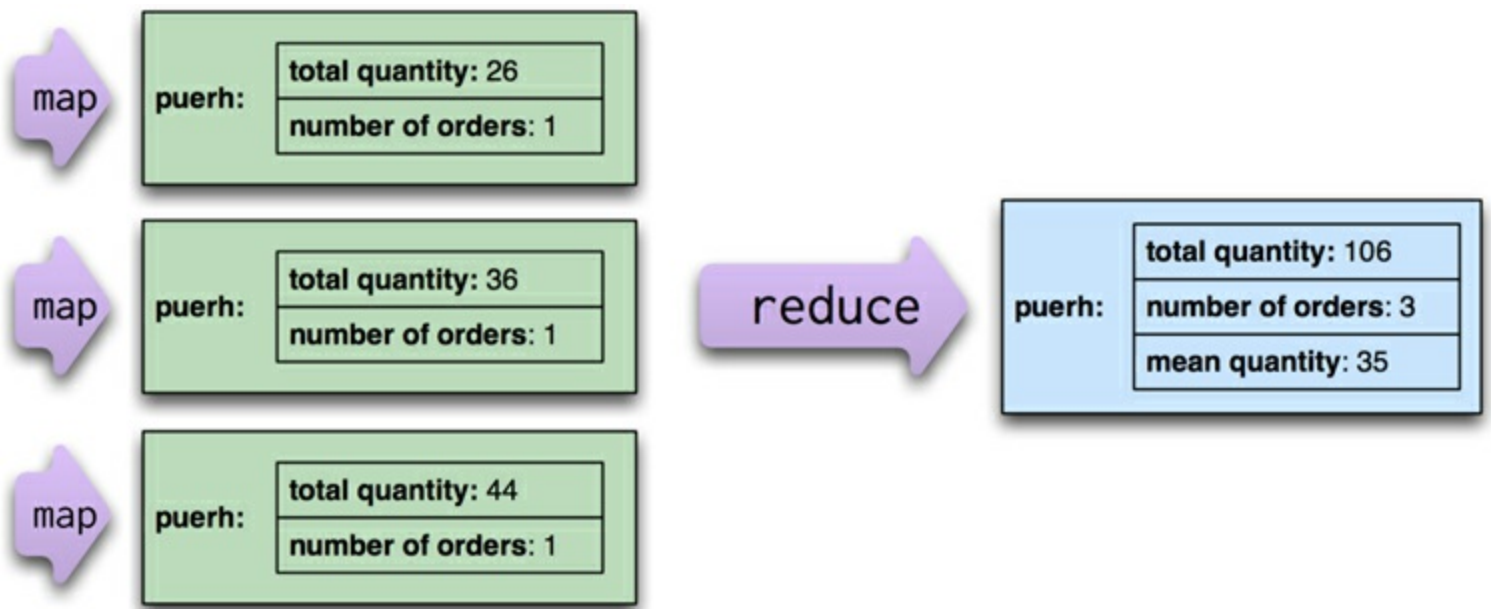 map
puerh:
total quantity: 26
number of orders: 1
map
puerh:
total quantity: 36
number of orders: 1
map
puerh:
total quantity: 44
number of orders: 1
reduce
puerh:
total quantity: 106
number of orders: 3
mean quantity: 35